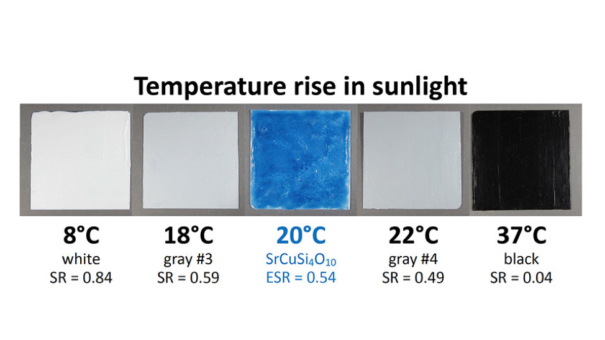 Temperature rise in sunlight
8°C 18°C 20°C 22°C 37°C
white gray #3 SrCuSi₄O₁₀ gray #4 black
SR = 0.84 SR = 0.59 ESR = 0.54 SR = 0.49 SR = 0.04